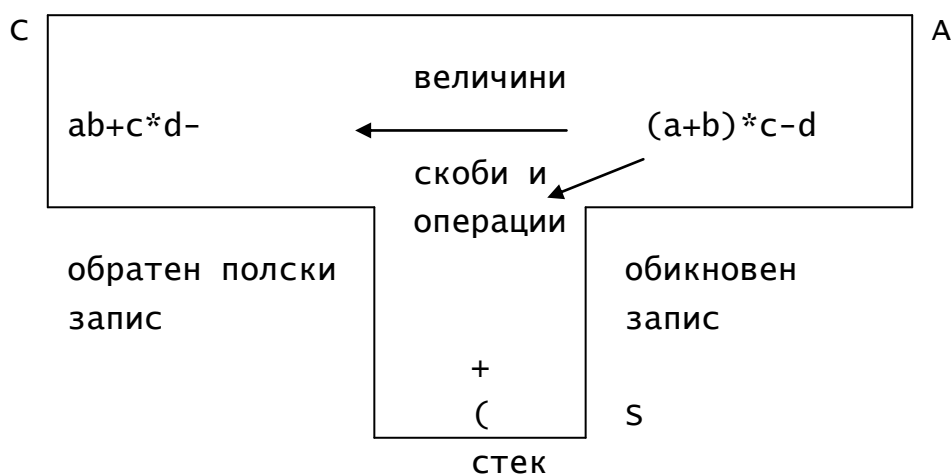 C A
величини
ab+c*d- (a+b)*c-d
скоби и
операции
обратен полски обикновен
запис запис
+
( S
стек